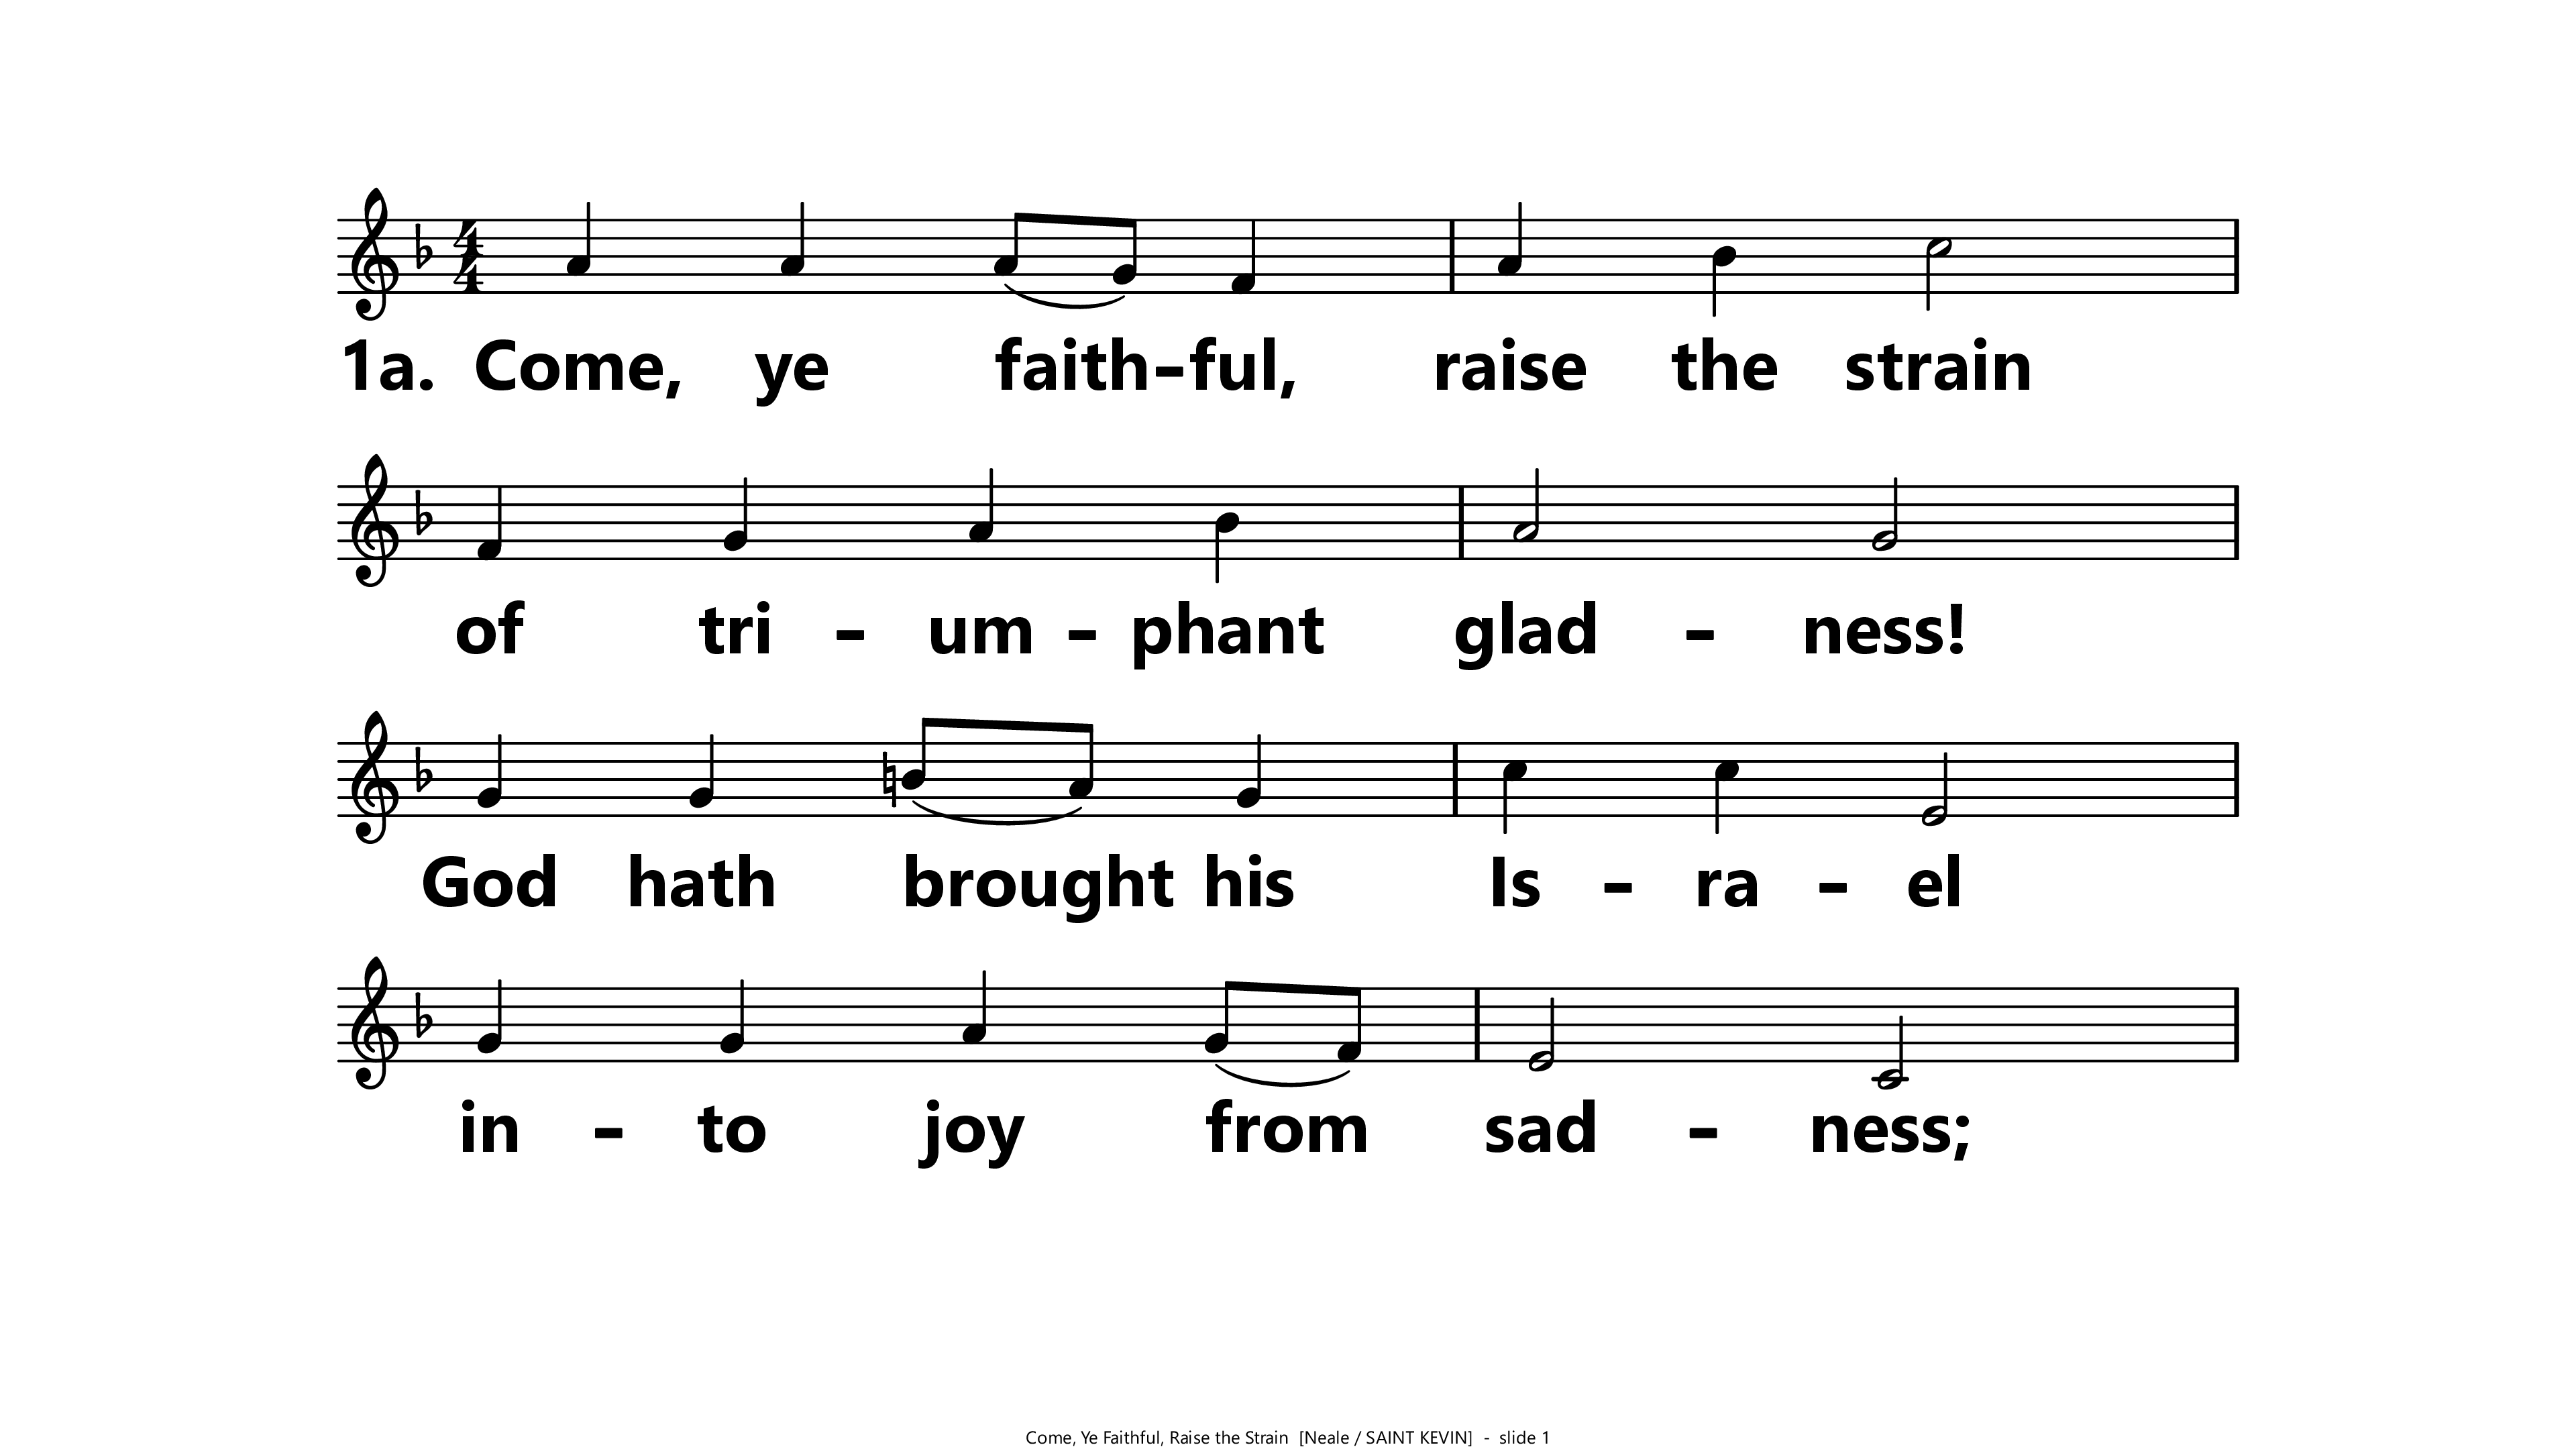 1a. Come, ye faith-ful, raise the strain
of tri - um - phant glad - ness!
God hath brought his Is - ra - el
in - to joy from sad - ness;
Come, Ye Faithful, Raise the Strain [Neale / SAINT KEVIN] - slide 1